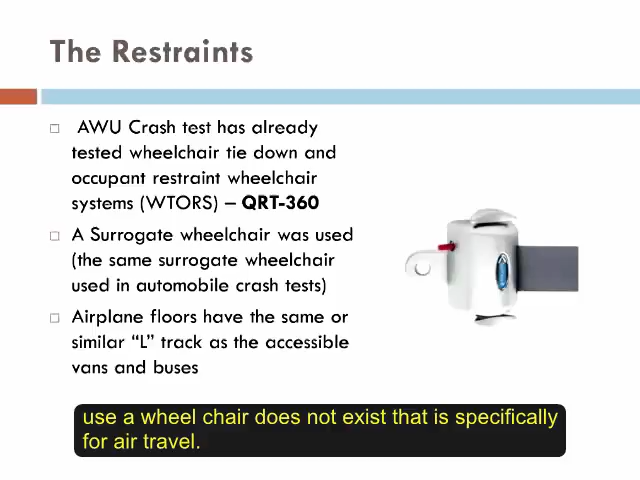 The Restraints
AWU Crash test has already
tested wheelchair tie down and
occupant restraint wheelchair
systems (WTORS) – QRT-360
A Surrogate wheelchair was used
(the same surrogate wheelchair
used in automobile crash tests)
Airplane floors have the same or
similar “L” track as the accessible
vans and buses
use a wheel chair does not exist that is specifically
for air travel.